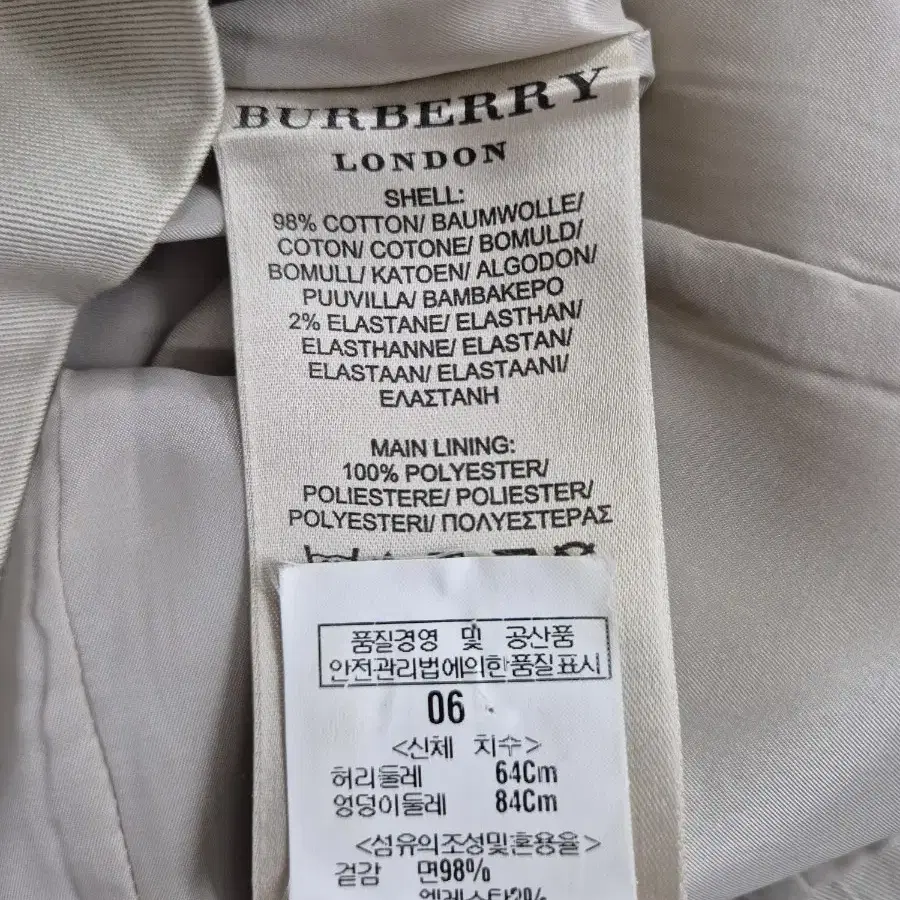 BURBERRY
LONDON
SHELL:
98% COTTON/ BAUMWOLLE/
COTON/ COTONE/ BOMULD/
BOMULL/ KATOEN/ ALGODON/
PUUVILLA/ BAMBAKEPO
2% ELASTANE/ ELASTHAN/
ELASTHANNE/ ELASTAN/
ELASTAAN/ ELASTAANI/
ΕΛΑΣΤΑΝΗ
MAIN LINING:
100% POLYESTER/
POLIESTERE/ POLIESTER/
POLYESTERI/ ΠΟΛΥΕΣΤΕΡΑΣ
품질경영 및 공산품
안전관리법에의한품질표시
06
<신체 치수>
허리둘레 64Cm
엉덩이둘레 84Cm
<섬유의조성및혼용율>
겉감 면98%